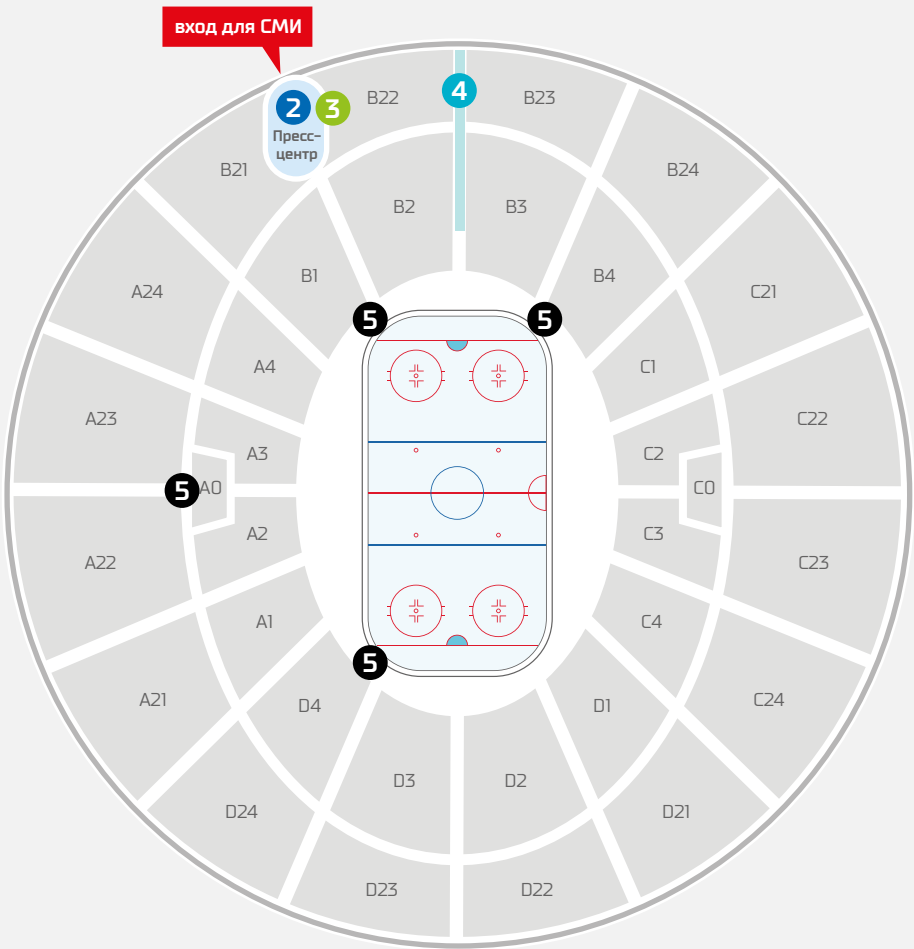 вход для СМИ
2
3
Пресс-
центр
4
B22
B23
B21
B24
B2
B3
B1
B4
A24
C21
5
5
A4
C1
A23
C22
A3
C2
5
A0
C0
A2
C3
A22
C23
A1
C4
5
A21
C24
D4
D1
D3
D2
D24
D21
D23
D22